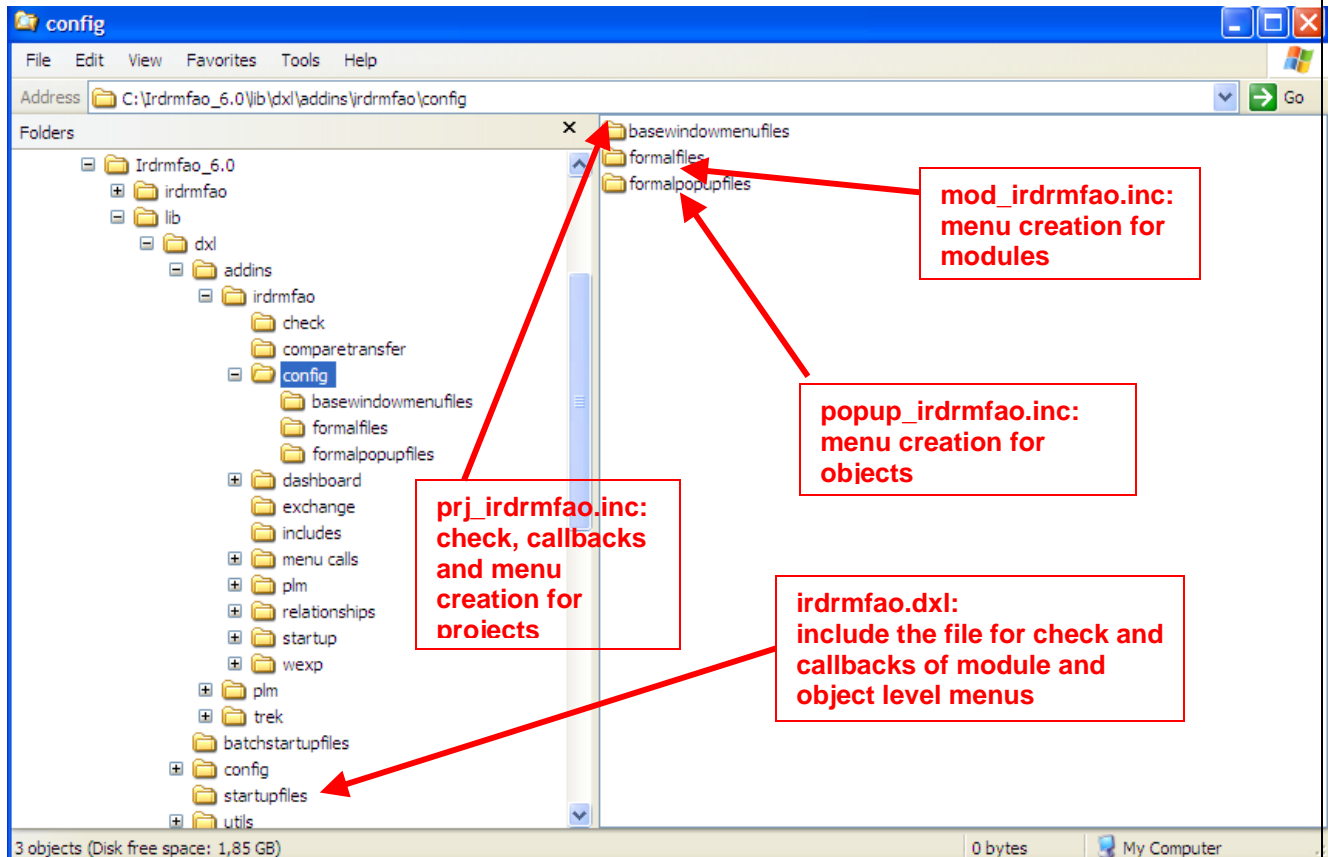 config
File Edit View Favorites Tools Help
Address C:\Irdrmfao_6.0\lib\dxl\addins\irdrmfao\config Go
Folders
Irdrmfao_6.0
irdrmfao
lib
dxl
addins
irdrmfao
check
comparetransfer
config
basewindowmenufiles
formalfiles
formalpopupfiles
dashboard
exchange
includes
menu calls
plm
relationships
startup
wexp
plm
trek
batchstartupfiles
config
startupfiles
utils
basewindowmenufiles
formalfiles
formalpopupfiles
mod_irdrmfao.inc:
menu creation for
modules
popup_irdrmfao.inc:
menu creation for
objects
prj_irdrmfao.inc:
check, callbacks
and menu
creation for
projects
irdrmfao.dxl:
include the file for check and
callbacks of module and
object level menus
3 objects (Disk free space: 1,85 GB) 0 bytes My Computer